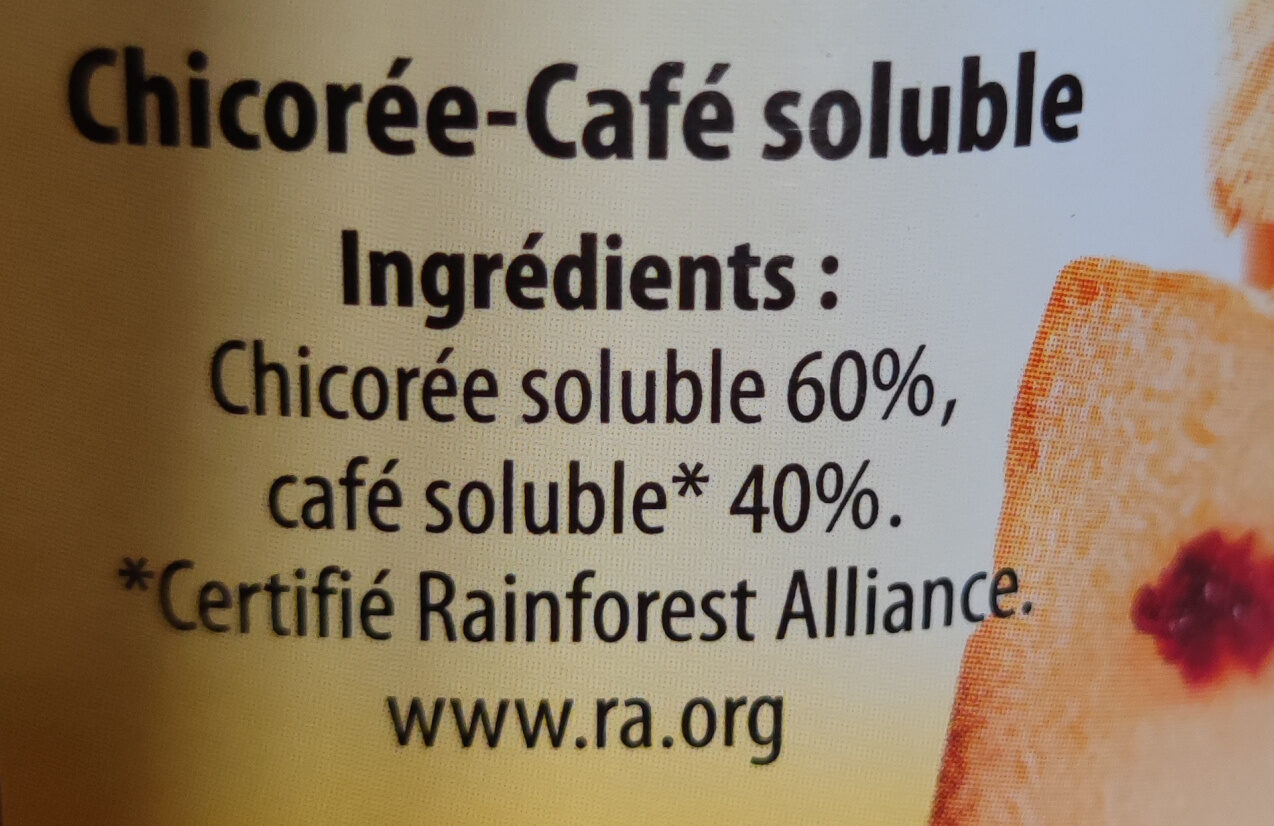 Chicorée-Café soluble
Ingrédients :
Chicorée soluble 60%,
café soluble* 40%.
*Certifié Rainforest Alliance.
www.ra.org